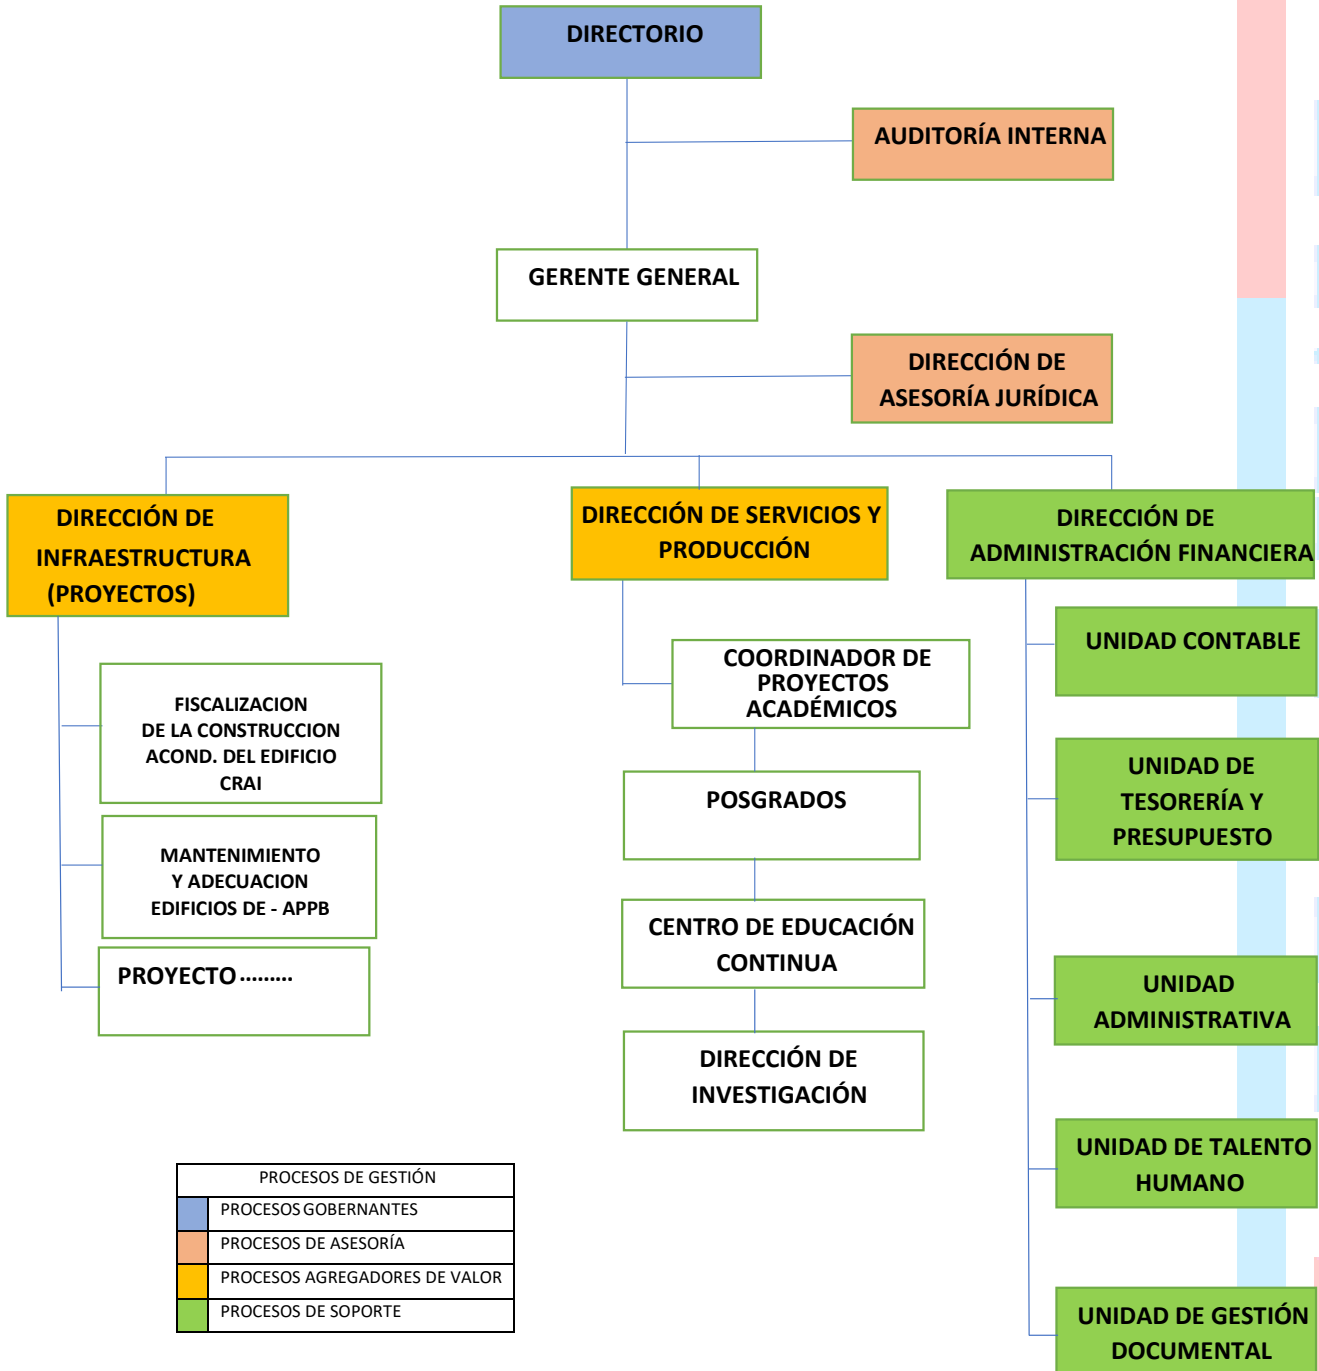 DIRECTORIO
AUDITORÍA INTERNA
GERENTE GENERAL
DIRECCIÓN DE
ASESORÍA JURÍDICA
DIRECCIÓN DE
INFRAESTRUCTURA
(PROYECTOS)
FISCALIZACION
DE LA CONSTRUCCION
ACOND. DEL EDIFICIO
CRAI
MANTENIMIENTO
Y ADECUACION
EDIFICIOS DE - APPB
PROYECTO .........
DIRECCIÓN DE SERVICIOS Y
PRODUCCIÓN
COORDINADOR DE
PROYECTOS
ACADÉMICOS
POSGRADOS
CENTRO DE EDUCACIÓN
CONTINUA
DIRECCIÓN DE
INVESTIGACIÓN
DIRECCIÓN DE
ADMINISTRACIÓN FINANCIERA
UNIDAD CONTABLE
UNIDAD DE
TESORERÍA Y
PRESUPUESTO
UNIDAD
ADMINISTRATIVA
UNIDAD DE TALENTO
HUMANO
UNIDAD DE GESTIÓN
DOCUMENTAL
PROCESOS DE GESTIÓN
PROCESOS GOBERNANTES
PROCESOS DE ASESORÍA
PROCESOS AGREGADORES DE VALOR
PROCESOS DE SOPORTE